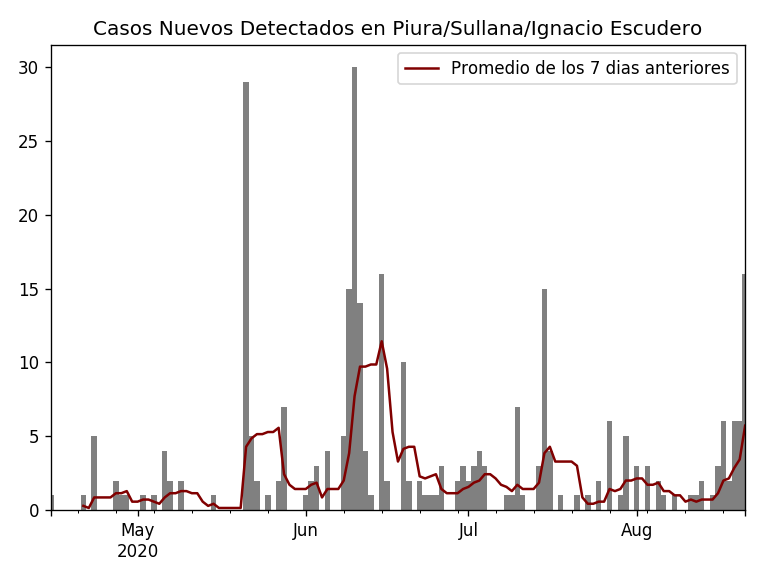 Casos Nuevos Detectados en Piura/Sullana/Ignacio Escudero
Promedio de los 7 dias anteriores
30
25
20
15
10
5
0
May
2020
Jun
Jul
Aug